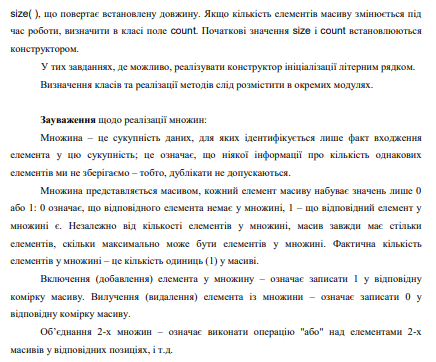 size( ), що повертає встановлену довжину. Якщо кількість елементів масиву змінюється під
час роботи, визначити в класі поле count. Початкові значення size і count встановлюються
конструктором.
У тих завданнях, де можливо, реалізувати конструктор ініціалізації літерним рядком.
Визначення класів та реалізації методів слід розмістити в окремих модулях.
Зауваження щодо реалізації множин:
Множина – це сукупність даних, для яких ідентифікується лише факт входження
елемента у цю сукупність; це означає, що ніякої інформації про кількість однакових
елементів ми не зберігаємо – тобто, дублікати не допускаються.
Множина представляється масивом, кожний елемент масиву набуває значень лише 0
або 1: 0 означає, що відповідного елемента немає у множині, 1 – що відповідний елемент у
множині є. Незалежно від кількості елементів у множині, масив завжди має стільки
елементів, скільки максимально може бути елементів у множині. Фактична кількість
елементів у множині – це кількість одиниць (1) у масиві.
Включення (добавлення) елемента у множину – означає записати 1 у відповідну
комірку масиву. Вилучення (видалення) елемента із множини – означає записати 0 у
відповідну комірку масиву.
Об’єднання 2-х множин – означає виконати операцію "або" над елементами 2-х
масивів у відповідних позиціях, і т.д.